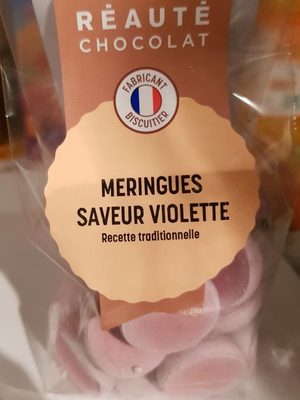 RÉAUTÉ
CHOCOLAT
FABRICANT
BISCUITIER
MERINGUES
SAVEUR VIOLETTE
Recette traditionnelle